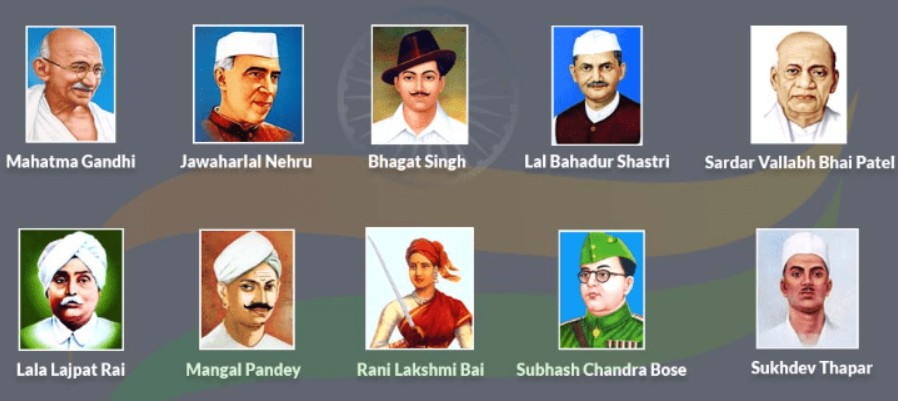 Mahatma Gandhi
Jawaharlal Nehru
Bhagat Singh
Lal Bahadur Shastri
Sardar Vallabh Bhai Patel
Lala Lajpat Rai
Mangal Pandey
Rani Lakshmi Bai
Subhash Chandra Bose
Sukhdev Thapar